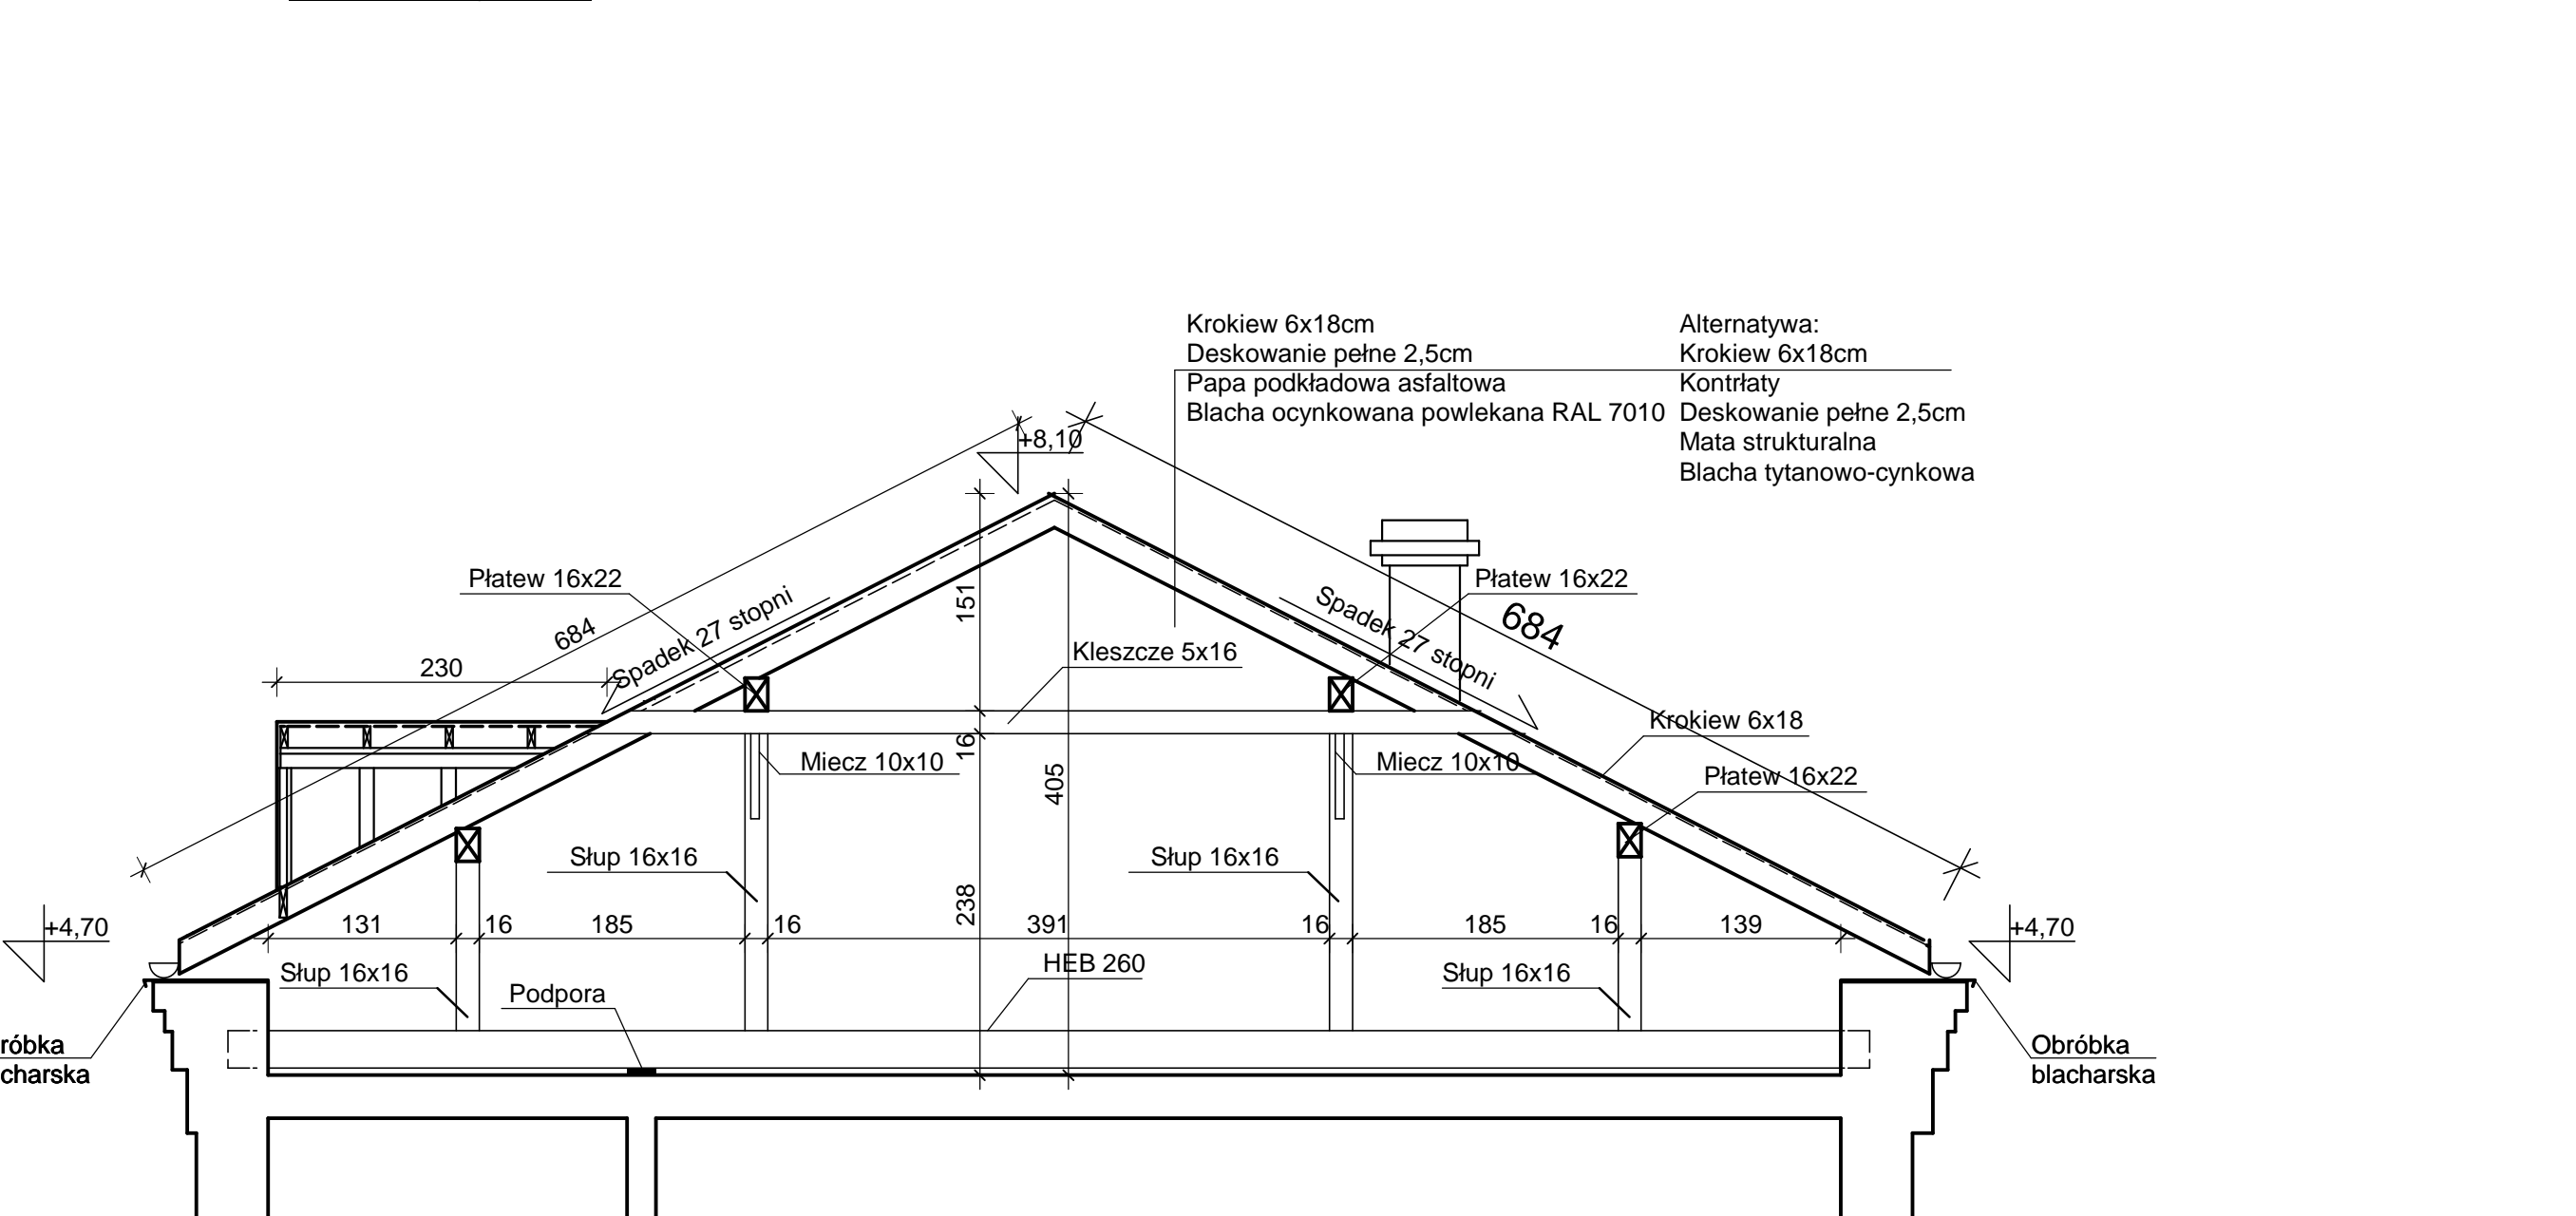 Krokiew 6x18cm
Deskowanie pełne 2,5cm
Papa podkładowa asfaltowa
Blacha ocynkowana powlekana RAL 7010
Alternatywa:
Krokiew 6x18cm
Kontrłaty
Deskowanie pełne 2,5cm
Mata strukturalna
Blacha tytanowo-cynkowa
+8,10
Płatew 16x22
Płatew 16x22
684
Spadek 27 stopni
151
Spadek 27 stopni
684
230
Kleszcze 5x16
Krokiew 6x18
16
Miecz 10x10
405
Miecz 10x10
Płatew 16x22
Słup 16x16
Słup 16x16
238
+4,70
131
16
185
16
391
16
185
16
139
+4,70
Słup 16x16
HEB 260
Słup 16x16
Podpora
róbka
charska
Obróbka
blacharska